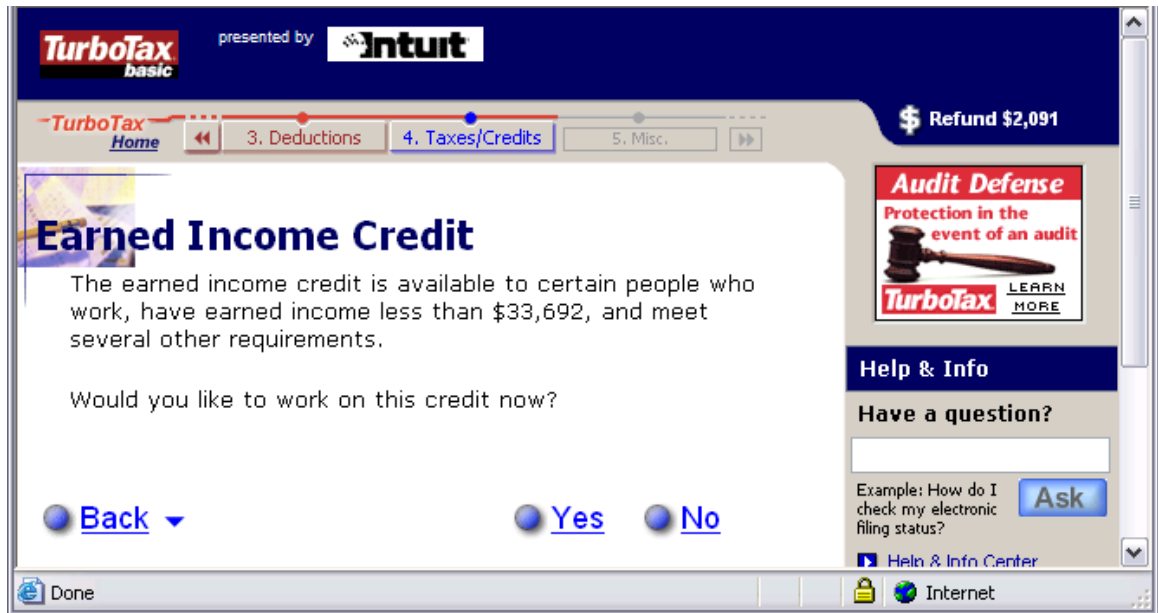 TurboTax
basic
presented by
Intuit
TurboTax
Home
3. Deductions
4. Taxes/Credits
5. Misc.
$ Refund $2,091
Earned Income Credit
The earned income credit is available to certain people who
work, have earned income less than $33,692, and meet
several other requirements.
Would you like to work on this credit now?
Back
Yes
No
Audit Defense
Protection in the
event of an audit
TurboTax
LEARN
MORE
Help & Info
Have a question?
Example: How do I
check my electronic
filing status?
Ask
Help & Info Center
Done
Internet